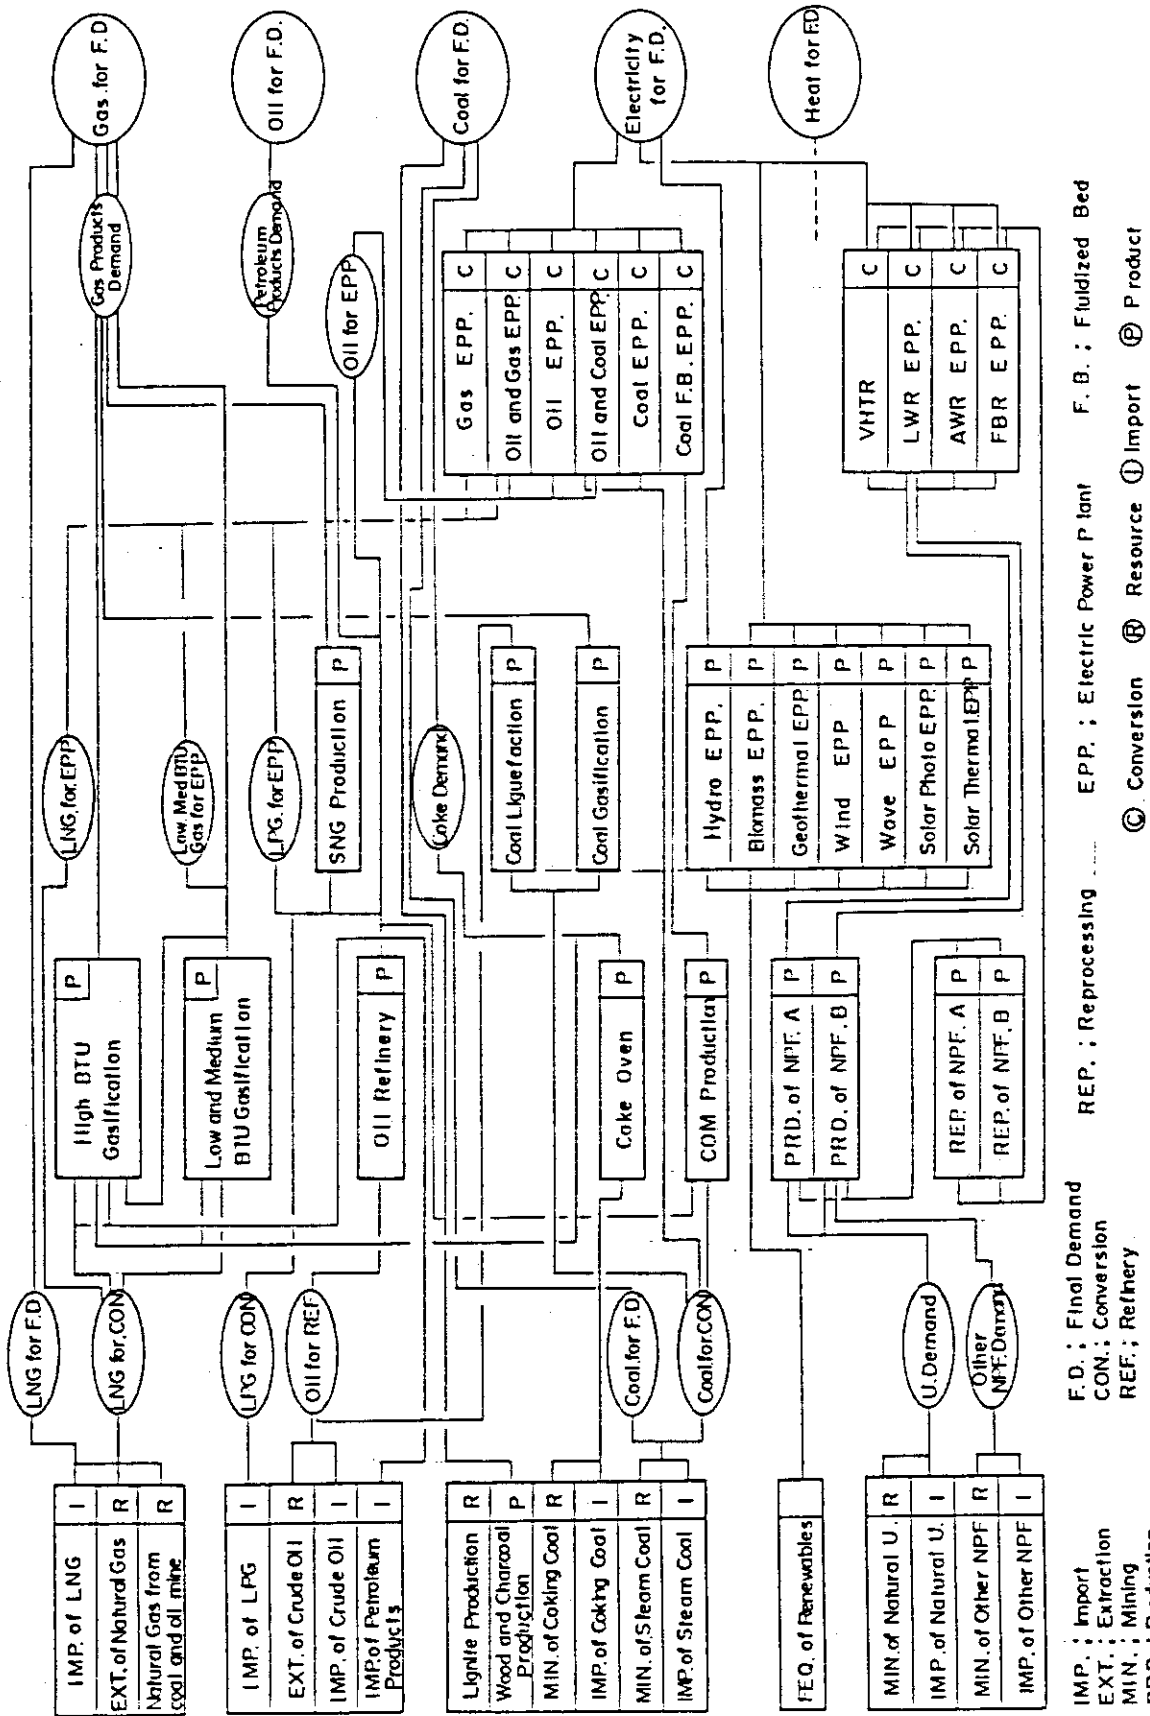 IMP. of LNG I
EXT. of Natural Gas R
Natural Gas from
coal and oil mine R
IMP. of LPG I
EXT. of Crude Oil R
IMP. of Crude Oil I
IMP. of Petroleum
Products I
Lignite Production R
Wood and Charcoal
Production P
MIN. of Coking Coal R
IMP. of Coking Coal I
MIN. of Steam Coal R
IMP. of Steam Coal I
FEQ. of Renewables
MIN. of Natural U. R
IMP. of Natural U. I
MIN. of Other NPF R
IMP. of Other NPF I
LNG for F.D
LNG for CON
LPG for CON
Oil for REF
Coal for F.D
Coal for CON
U. Demand
Other
NPF. Demand
High BTU
Gasification P
Low and Medium
BTU Gasification P
Oil Refinery P
Coke Oven P
COM Production P
PRD. of NPF. A P
PRD. of NPF. B P
REP. of NPF. A P
REP. of NPF. B P
LNG. for EPP
Low. Med BTU
Gas for EPP
LPG. for EPP
SNG Production P
Coke Demand
Coal Liguefaction P
Coal Gasification P
Hydro EPP. P
Biomass EPP. P
Geothermal EPP. P
Wind EPP P
Wave EPP P
Solar Photo EPP. P
Solar Thermal. EPP P
Gas Products
Demand
Petroleum
Products Demand
Oil for EPP
Gas EPP. C
Oil and Gas EPP. C
Oil EPP. C
Oil and Coal EPP. C
Coal EPP. C
Coal F.B. EPP. C
VHTR C
LWR EPP. C
AWR EPP. C
FBR EPP. C
Gas for F.D
Oil for F.D.
Coal for F.D.
Electricity
for F.D.
Heat for F.D
IMP. ; Import F.D. ; Final Demand REP. ; Reprocessing EPP. ; Electric Power Plant F. B. ; Fluidized Bed
EXT. ; Extraction CON. ; Conversion
MIN. ; Mining REF. ; Refinery Ⓒ Conversion Ⓡ Resource Ⓘ Import Ⓟ Product